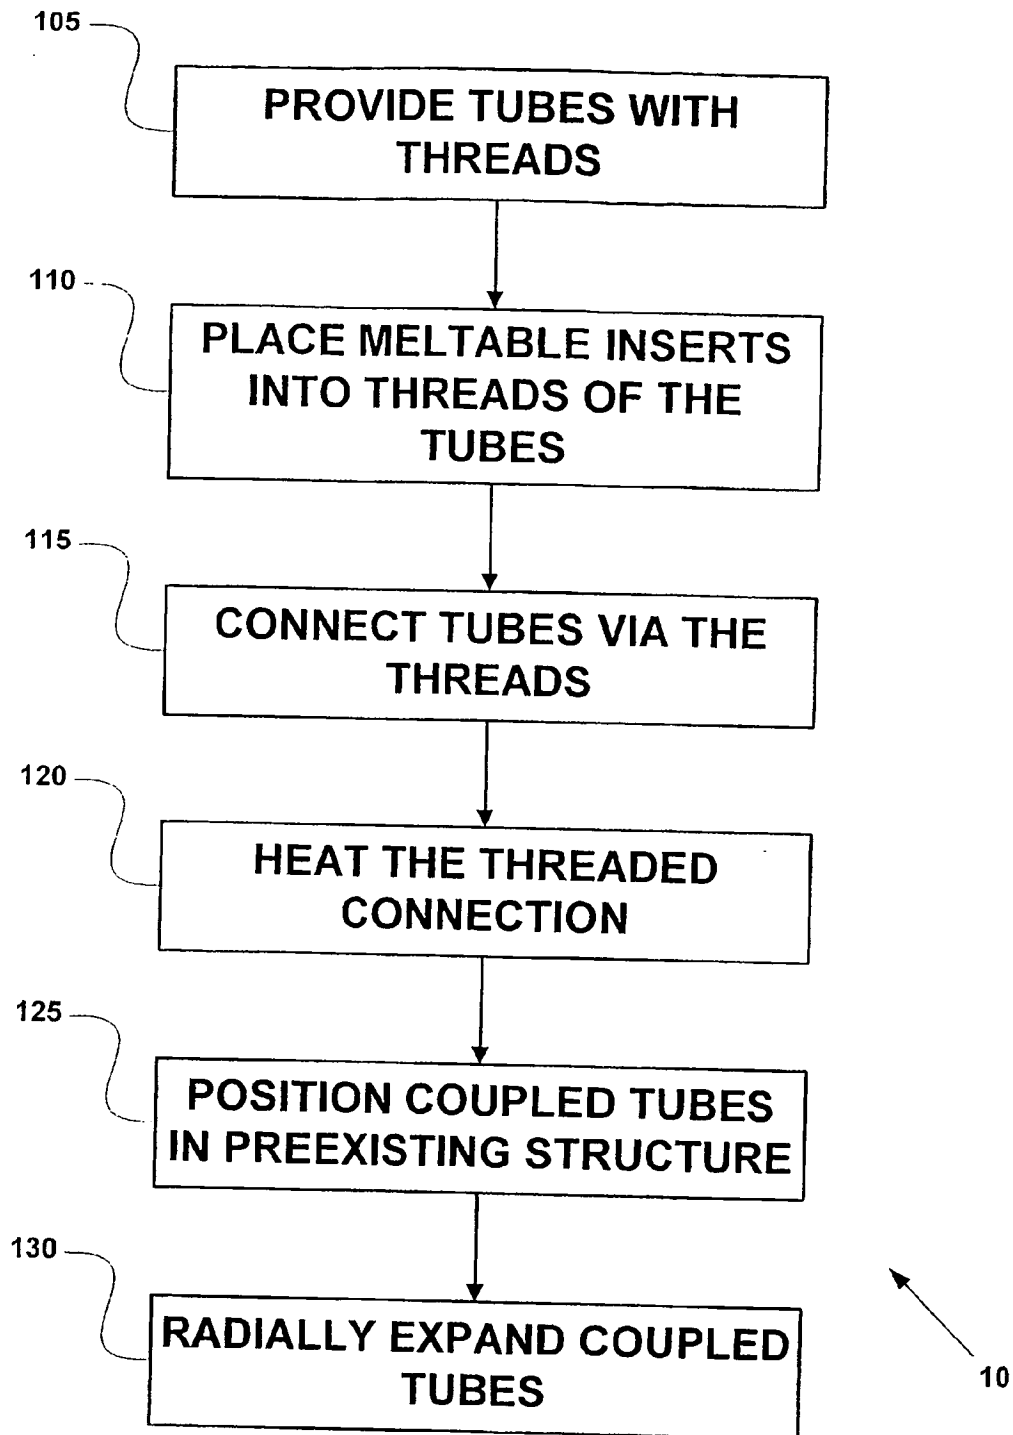 105
PROVIDE TUBES WITH
THREADS
110
PLACE MELTABLE INSERTS
INTO THREADS OF THE
TUBES
115
CONNECT TUBES VIA THE
THREADS
120
HEAT THE THREADED
CONNECTION
125
POSITION COUPLED TUBES
IN PREEXISTING STRUCTURE
130
RADIALLY EXPAND COUPLED
TUBES
10